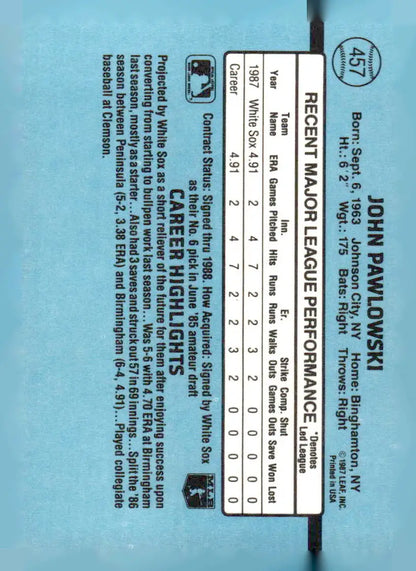 457
JOHN PAWLOWSKI
Born: Sept. 6, 1963 Johnson City, NY Home: Binghamton, NY
Ht.: 6' 2" Wgt.: 175 Bats: Right Throws: Right
© 1987 LEAF, INC.
Printed in USA
RECENT MAJOR LEAGUE PERFORMANCE *Denotes Led League
Team Inn. Er. Strike Comp. Shut
Year Name ERA Games Pitched Hits Runs Runs Walks Outs Games Outs Save Won Lost
1987 White Sox 4.91 2 4 7 2 2 3 2 0 0 0 0 0
Career 4.91 2 4 7 2 2 3 2 0 0 0 0 0
Contract Status: Signed thru 1988. How Acquired: Signed by White Sox
as their No. 6 pick in June '85 amateur draft
MLB
CAREER HIGHLIGHTS
Projected by White Sox as a short reliever of the future for them after enjoying success upon
converting from starting to bullpen work last season...Was 5-6 with 4.70 ERA at Birmingham
last season, mostly as a starter...Also had 3 saves and struck out 57 in 69 innings...Split the '86
season between Peninsula (5-2, 3.38 ERA) and Birmingham (6-4, 4.91)...Played collegiate
baseball at Clemson.